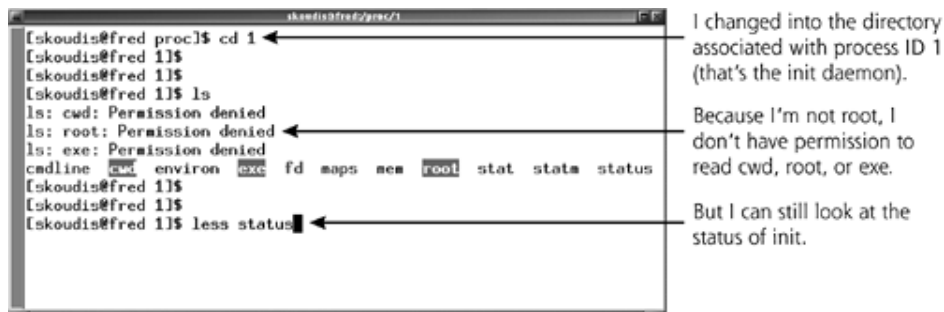 skoudis@fred:/proc/1
[skoudis@fred proc]$ cd 1
[skoudis@fred 1]$
[skoudis@fred 1]$
[skoudis@fred 1]$ ls
ls: cwd: Permission denied
ls: root: Permission denied
ls: exe: Permission denied
cmdline cwd environ exe fd maps mem root stat statm status
[skoudis@fred 1]$
[skoudis@fred 1]$
[skoudis@fred 1]$ less status
I changed into the directory
associated with process ID 1
(that's the init daemon).
Because I'm not root, I
don't have permission to
read cwd, root, or exe.
But I can still look at the
status of init.